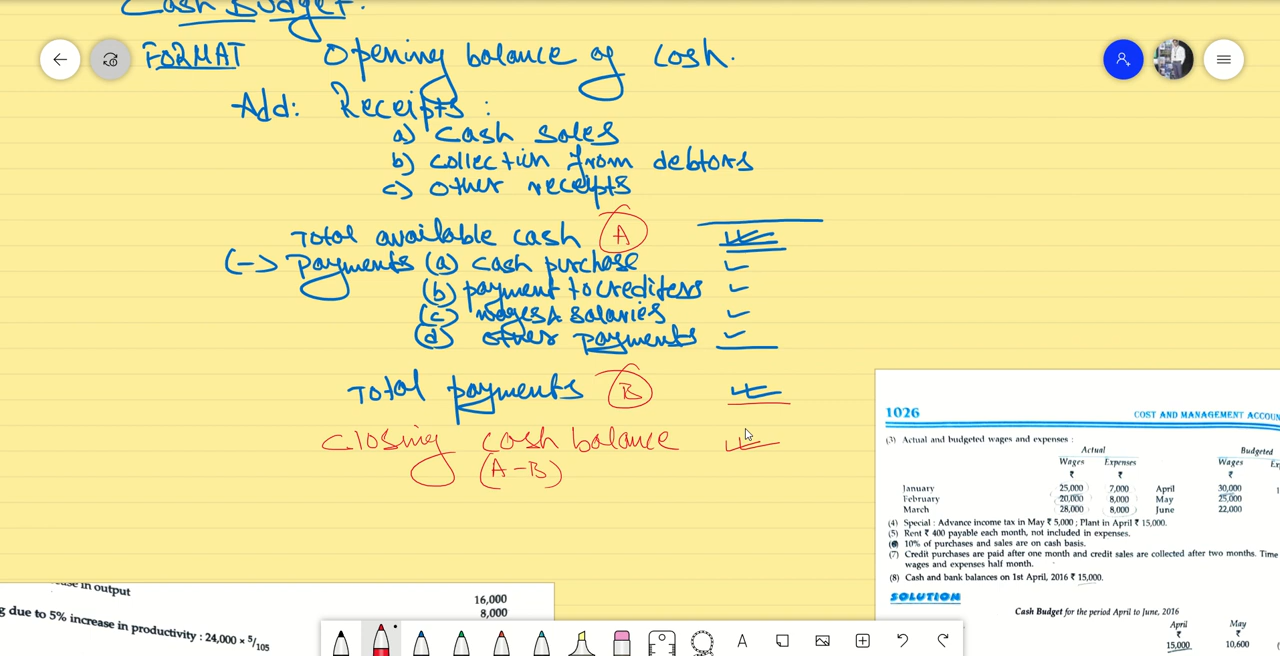 Cash Budget.
FORMAT Opening balance of cash.
Add: Receipts :
a) cash sales
b) collection from debtors
c) other receipts
Total available cash A
(-) payments (a) cash purchase
(b) payment to creditors
(c) wages & salaries
(d) other payments
Total payments B
Closing cash balance
(A-B)
1026 COST AND MANAGEMENT ACCOUN
(3) Actual and budgeted wages and expenses :
Actual Budgeted
Wages Expenses Wages Ex
₹ ₹ ₹
January 25,000 7,000 April 30,000 1
February 20,000 8,000 May 25,000
March 28,000 8,000 June 22,000
(4) Special : Advance income tax in May ₹ 5,000 ; Plant in April ₹ 15,000.
(5) Rent ₹ 400 payable each month, not included in expenses.
(6) 10% of purchases and sales are on cash basis.
(7) Credit purchases are paid after one month and credit sales are collected after two months. Time
wages and expenses half month.
(8) Cash and bank balances on 1st April, 2016 ₹ 15,000.
SOLUTION
Cash Budget for the period April to June, 2016
April May
₹ ₹
15,000 10,600
in output
16,000
8,000
g due to 5% increase in productivity : 24,000 × 5/105
A